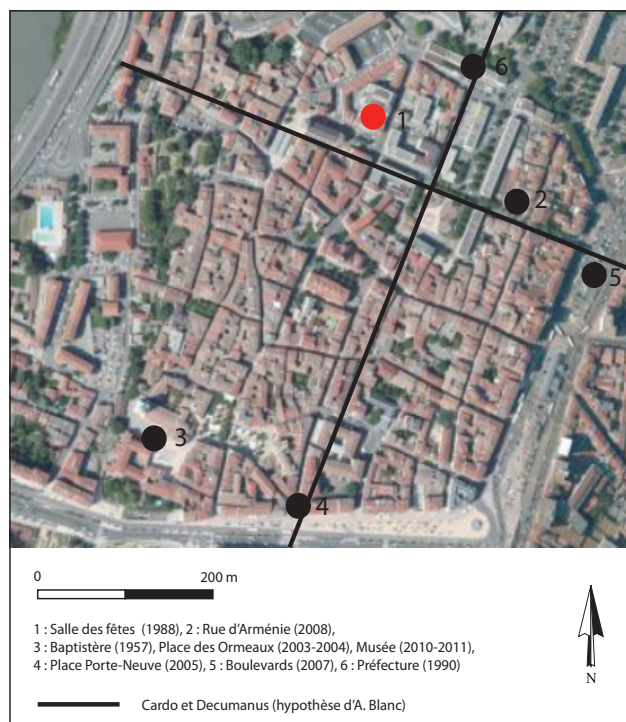 6
1
2
5
3
4
0 200 m
1 : Salle des fêtes (1988), 2 : Rue d'Arménie (2008),
3 : Baptistère (1957), Place des Ormeaux (2003-2004), Musée (2010-2011),
4 : Place Porte-Neuve (2005), 5 : Boulevards (2007), 6 : Préfecture (1990)
N
Cardo et Decumanus (hypothèse d'A. Blanc)